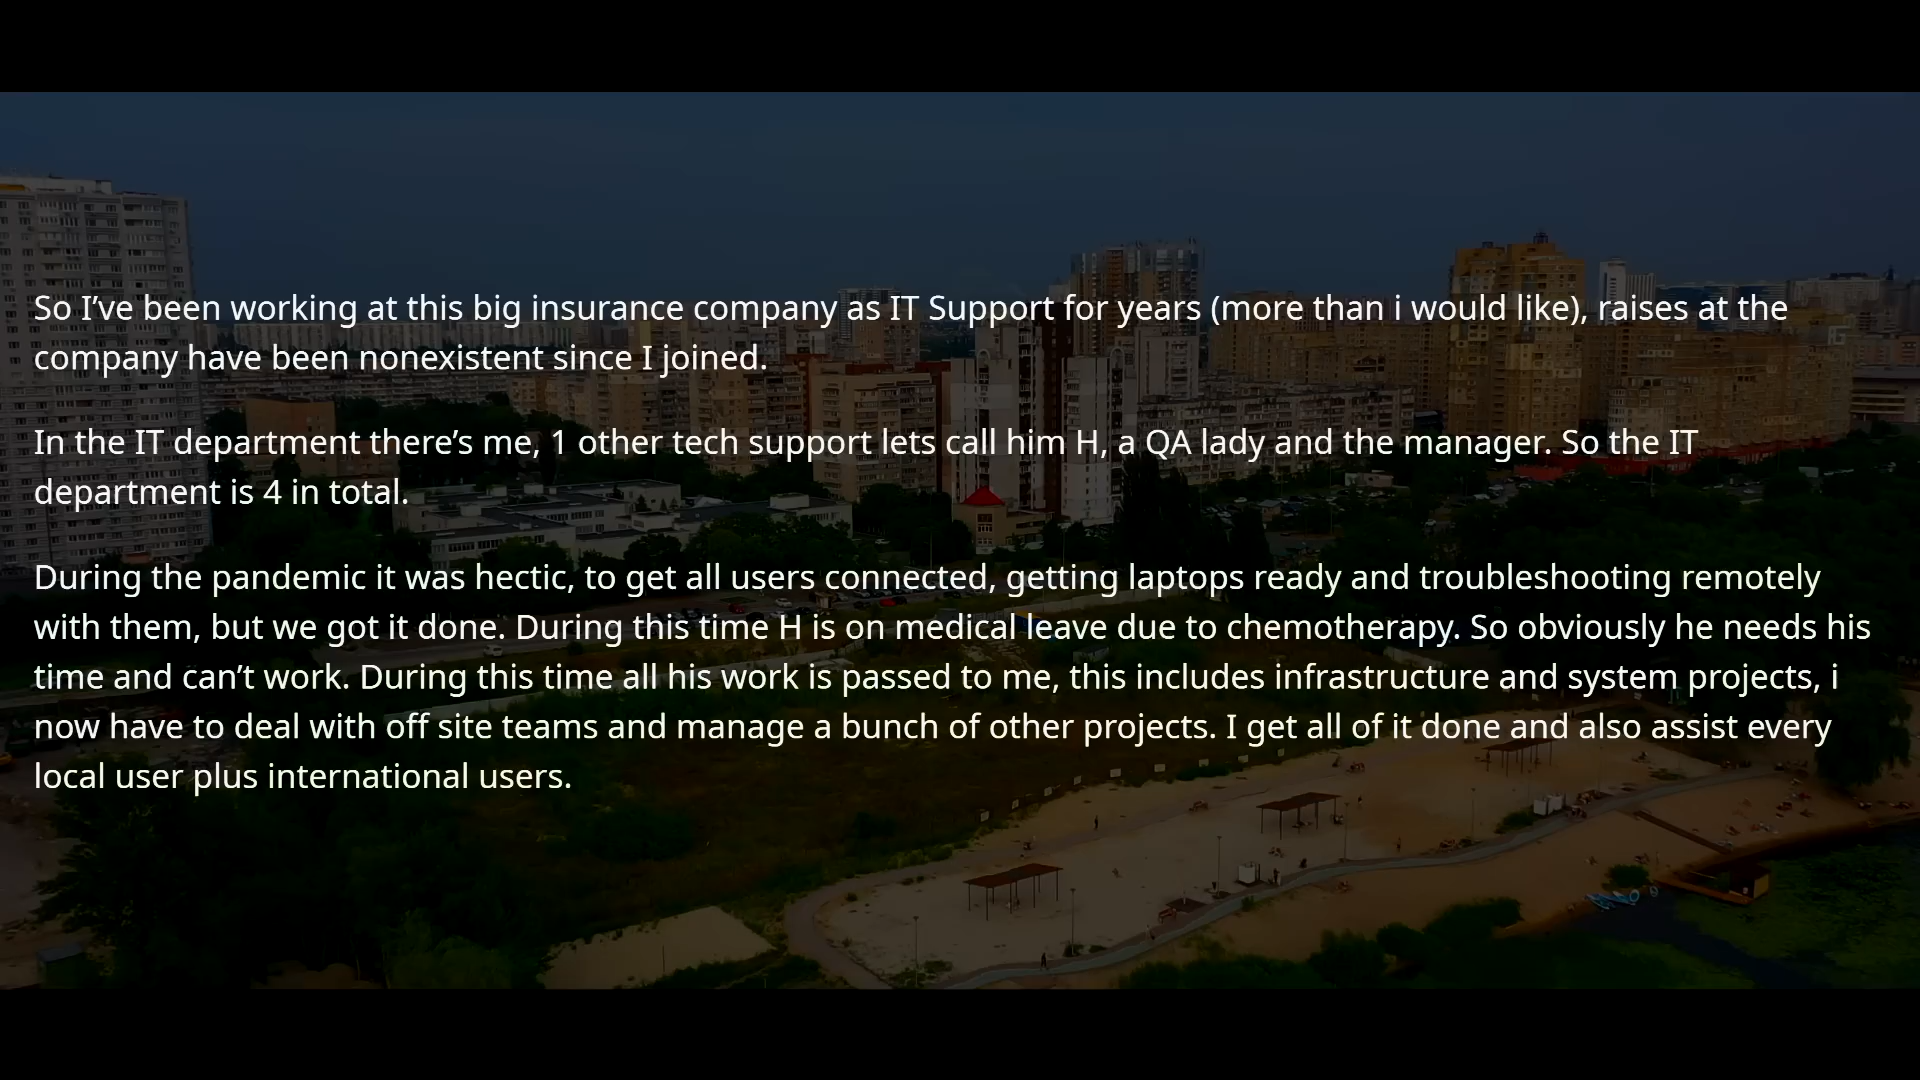 So I’ve been working at this big insurance company as IT Support for years (more than i would like), raises at the
company have been nonexistent since I joined.
In the IT department there’s me, 1 other tech support lets call him H, a QA lady and the manager. So the IT
department is 4 in total.
During the pandemic it was hectic, to get all users connected, getting laptops ready and troubleshooting remotely
with them, but we got it done. During this time H is on medical leave due to chemotherapy. So obviously he needs his
time and can’t work. During this time all his work is passed to me, this includes infrastructure and system projects, i
now have to deal with off site teams and manage a bunch of other projects. I get all of it done and also assist every
local user plus international users.